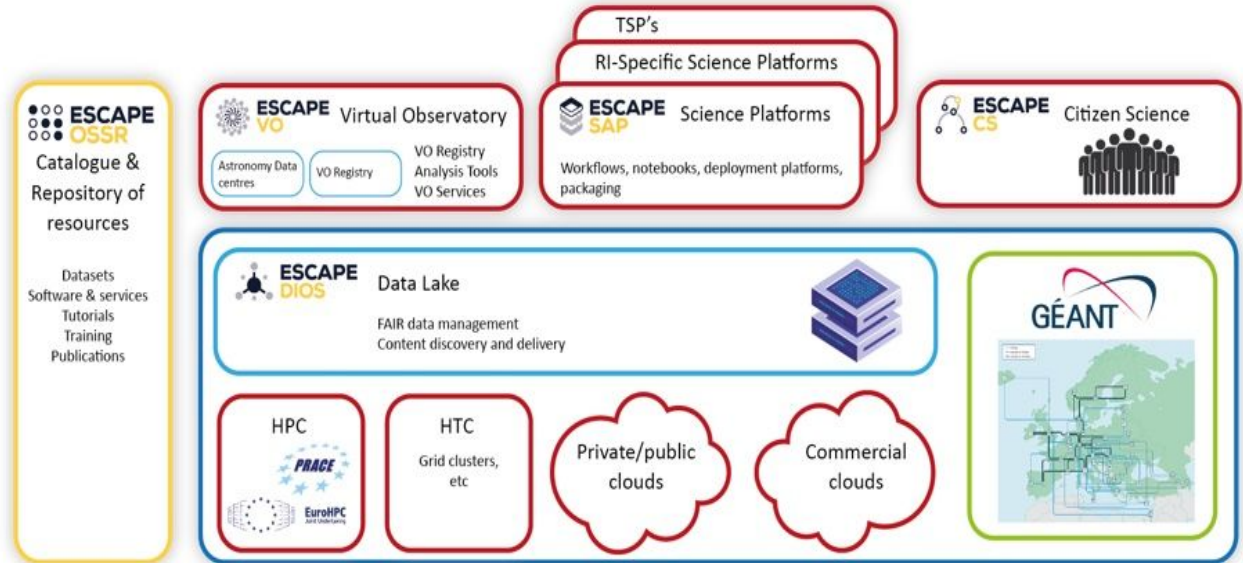 ESCAPE
OSSR
Catalogue &
Repository of
resources
Datasets
Software & services
Tutorials
Training
Publications
ESCAPE
VO
Virtual Observatory
Astronomy Data
centres
VO Registry
VO Registry
Analysis Tools
VO Services
TSP's
RI-Specific Science Platforms
ESCAPE
SAP
Science Platforms
Workflows, notebooks, deployment platforms,
packaging
ESCAPE
CS
Citizen Science
ESCAPE
DIOS
Data Lake
FAIR data management
Content discovery and delivery
HPC
PRACE
EuroHPC
Joint Undertaking
HTC
Grid clusters,
etc
Private/public
clouds
Commercial
clouds
GÉANT